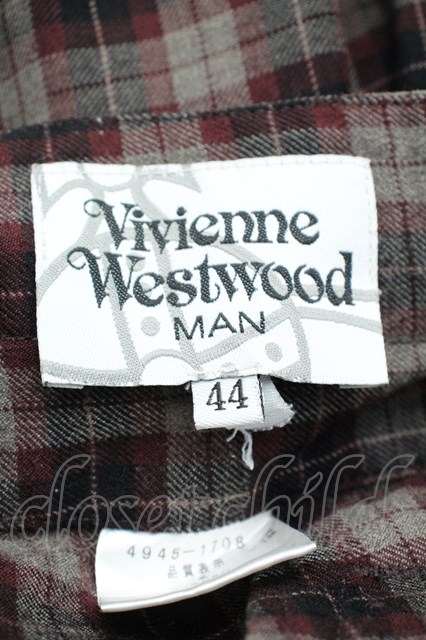 Vivienne
Westwood
MAN
44
closet child
4945-1708
品質表示